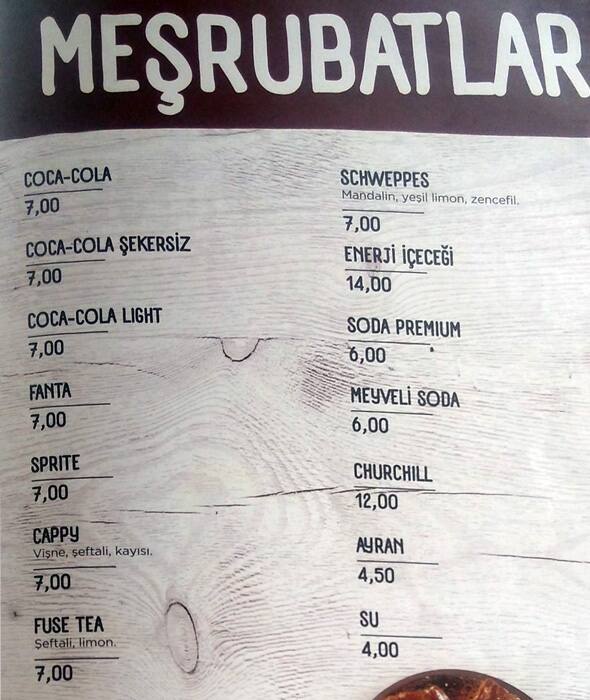 MEŞRUBATLAR
COCA-COLA
7,00
COCA-COLA ŞEKERSİZ
7,00
COCA-COLA LIGHT
7,00
FANTA
7,00
SPRITE
7,00
CAPPY
Vişne, şeftali, kayısı.
7,00
FUSE TEA
Şeftali, limon.
7,00
SCHWEPPES
Mandalin, yeşil limon, zencefil.
7,00
ENERJİ İÇECEĞİ
14,00
SODA PREMIUM
6,00
MEYVELİ SODA
6,00
CHURCHILL
12,00
AYRAN
4,50
SU
4,00